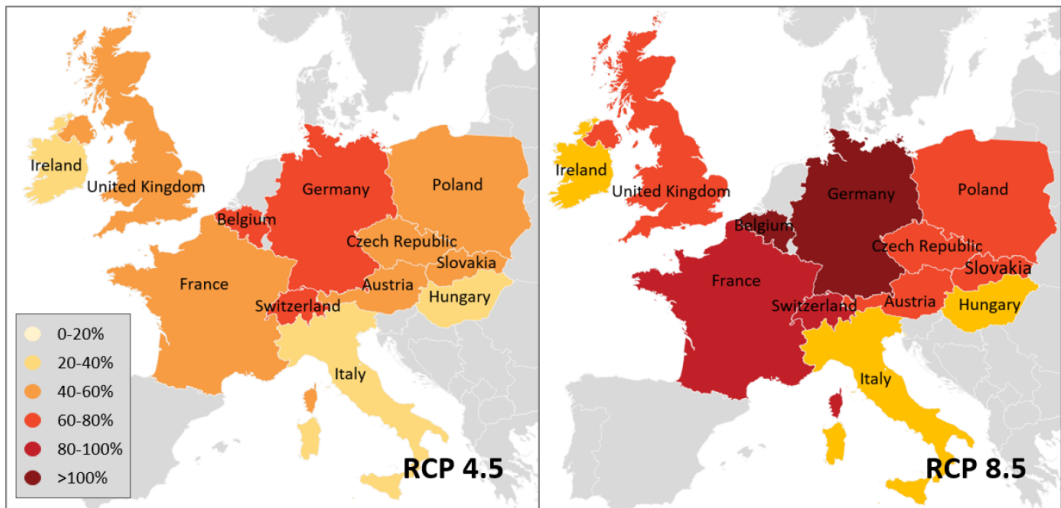 Ireland
United Kingdom
Belgium
Germany
Poland
Czech Republic
Slovakia
France
Austria
Switzerland
Hungary
Italy
0-20%
20-40%
40-60%
60-80%
80-100%
>100%
RCP 4.5
Ireland
United Kingdom
Belgium
Germany
Poland
Czech Republic
Slovakia
France
Austria
Switzerland
Hungary
Italy
RCP 8.5